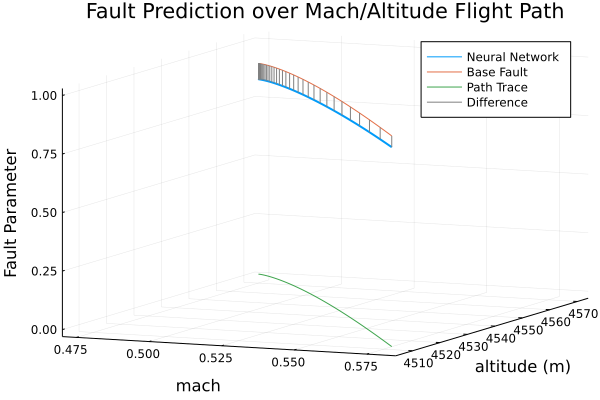 Fault Prediction over Mach/Altitude Flight Path
Neural Network
Base Fault
Path Trace
Difference
Fault Parameter
1.00
0.75
0.50
0.25
0.00
0.475
0.500
0.525
0.550
0.575
mach
4510
4520
4530
4540
4550
4560
4570
altitude (m)